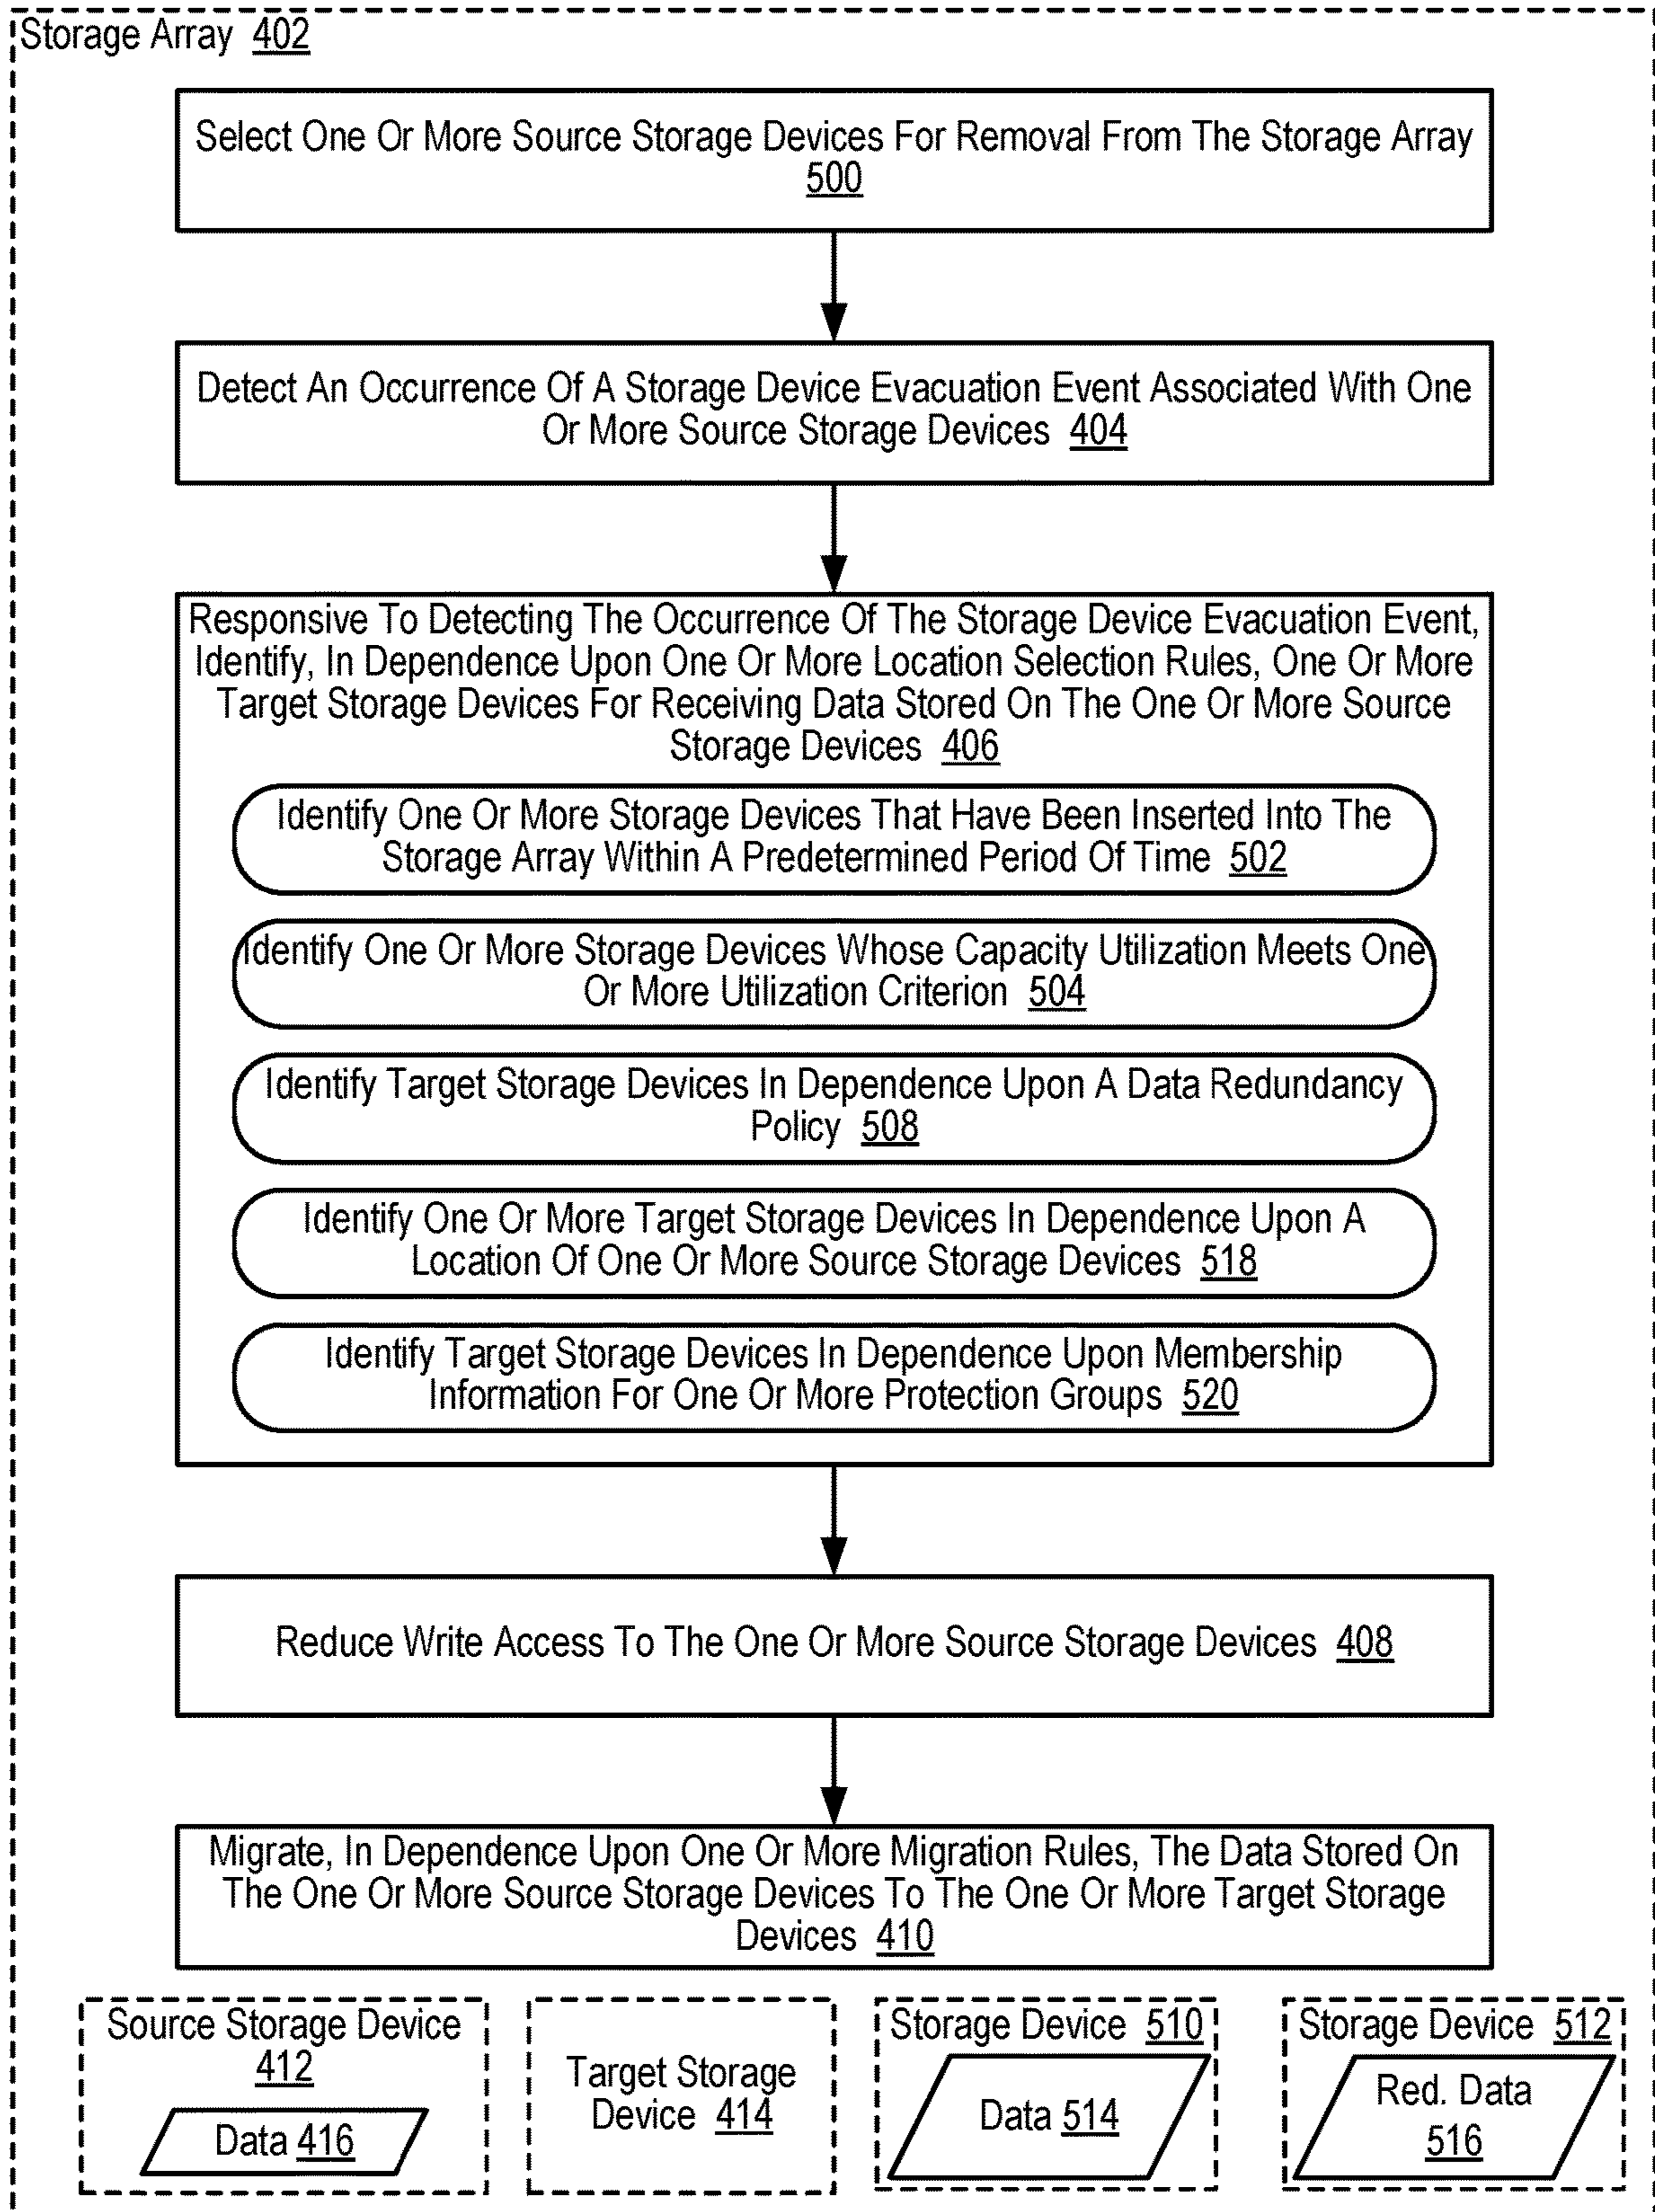 Storage Array 402
Select One Or More Source Storage Devices For Removal From The Storage Array
500
Detect An Occurrence Of A Storage Device Evacuation Event Associated With One
Or More Source Storage Devices 404
Responsive To Detecting The Occurrence Of The Storage Device Evacuation Event,
Identify, In Dependence Upon One Or More Location Selection Rules, One Or More
Target Storage Devices For Receiving Data Stored On The One Or More Source
Storage Devices 406
Identify One Or More Storage Devices That Have Been Inserted Into The
Storage Array Within A Predetermined Period Of Time 502
Identify One Or More Storage Devices Whose Capacity Utilization Meets One
Or More Utilization Criterion 504
Identify Target Storage Devices In Dependence Upon A Data Redundancy
Policy 508
Identify One Or More Target Storage Devices In Dependence Upon A
Location Of One Or More Source Storage Devices 518
Identify Target Storage Devices In Dependence Upon Membership
Information For One Or More Protection Groups 520
Reduce Write Access To The One Or More Source Storage Devices 408
Migrate, In Dependence Upon One Or More Migration Rules, The Data Stored On
The One Or More Source Storage Devices To The One Or More Target Storage
Devices 410
Source Storage Device
412
Data 416
Target Storage
Device 414
Storage Device 510
Data 514
Storage Device 512
Red. Data
516